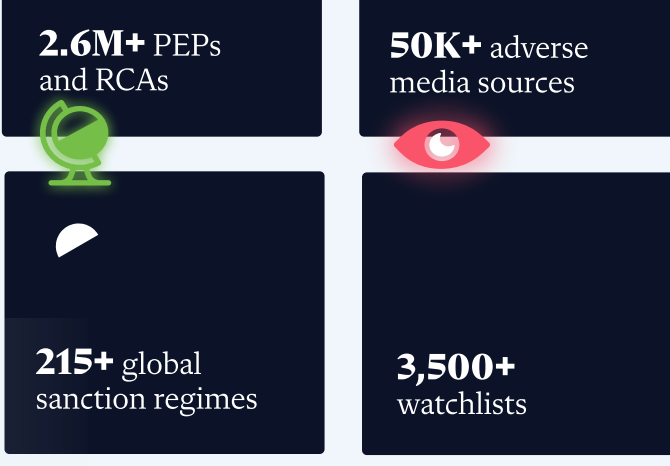 2.6M+ PEPs
and RCAs
50K+ adverse
media sources
215+ global
sanction regimes
3,500+
watchlists